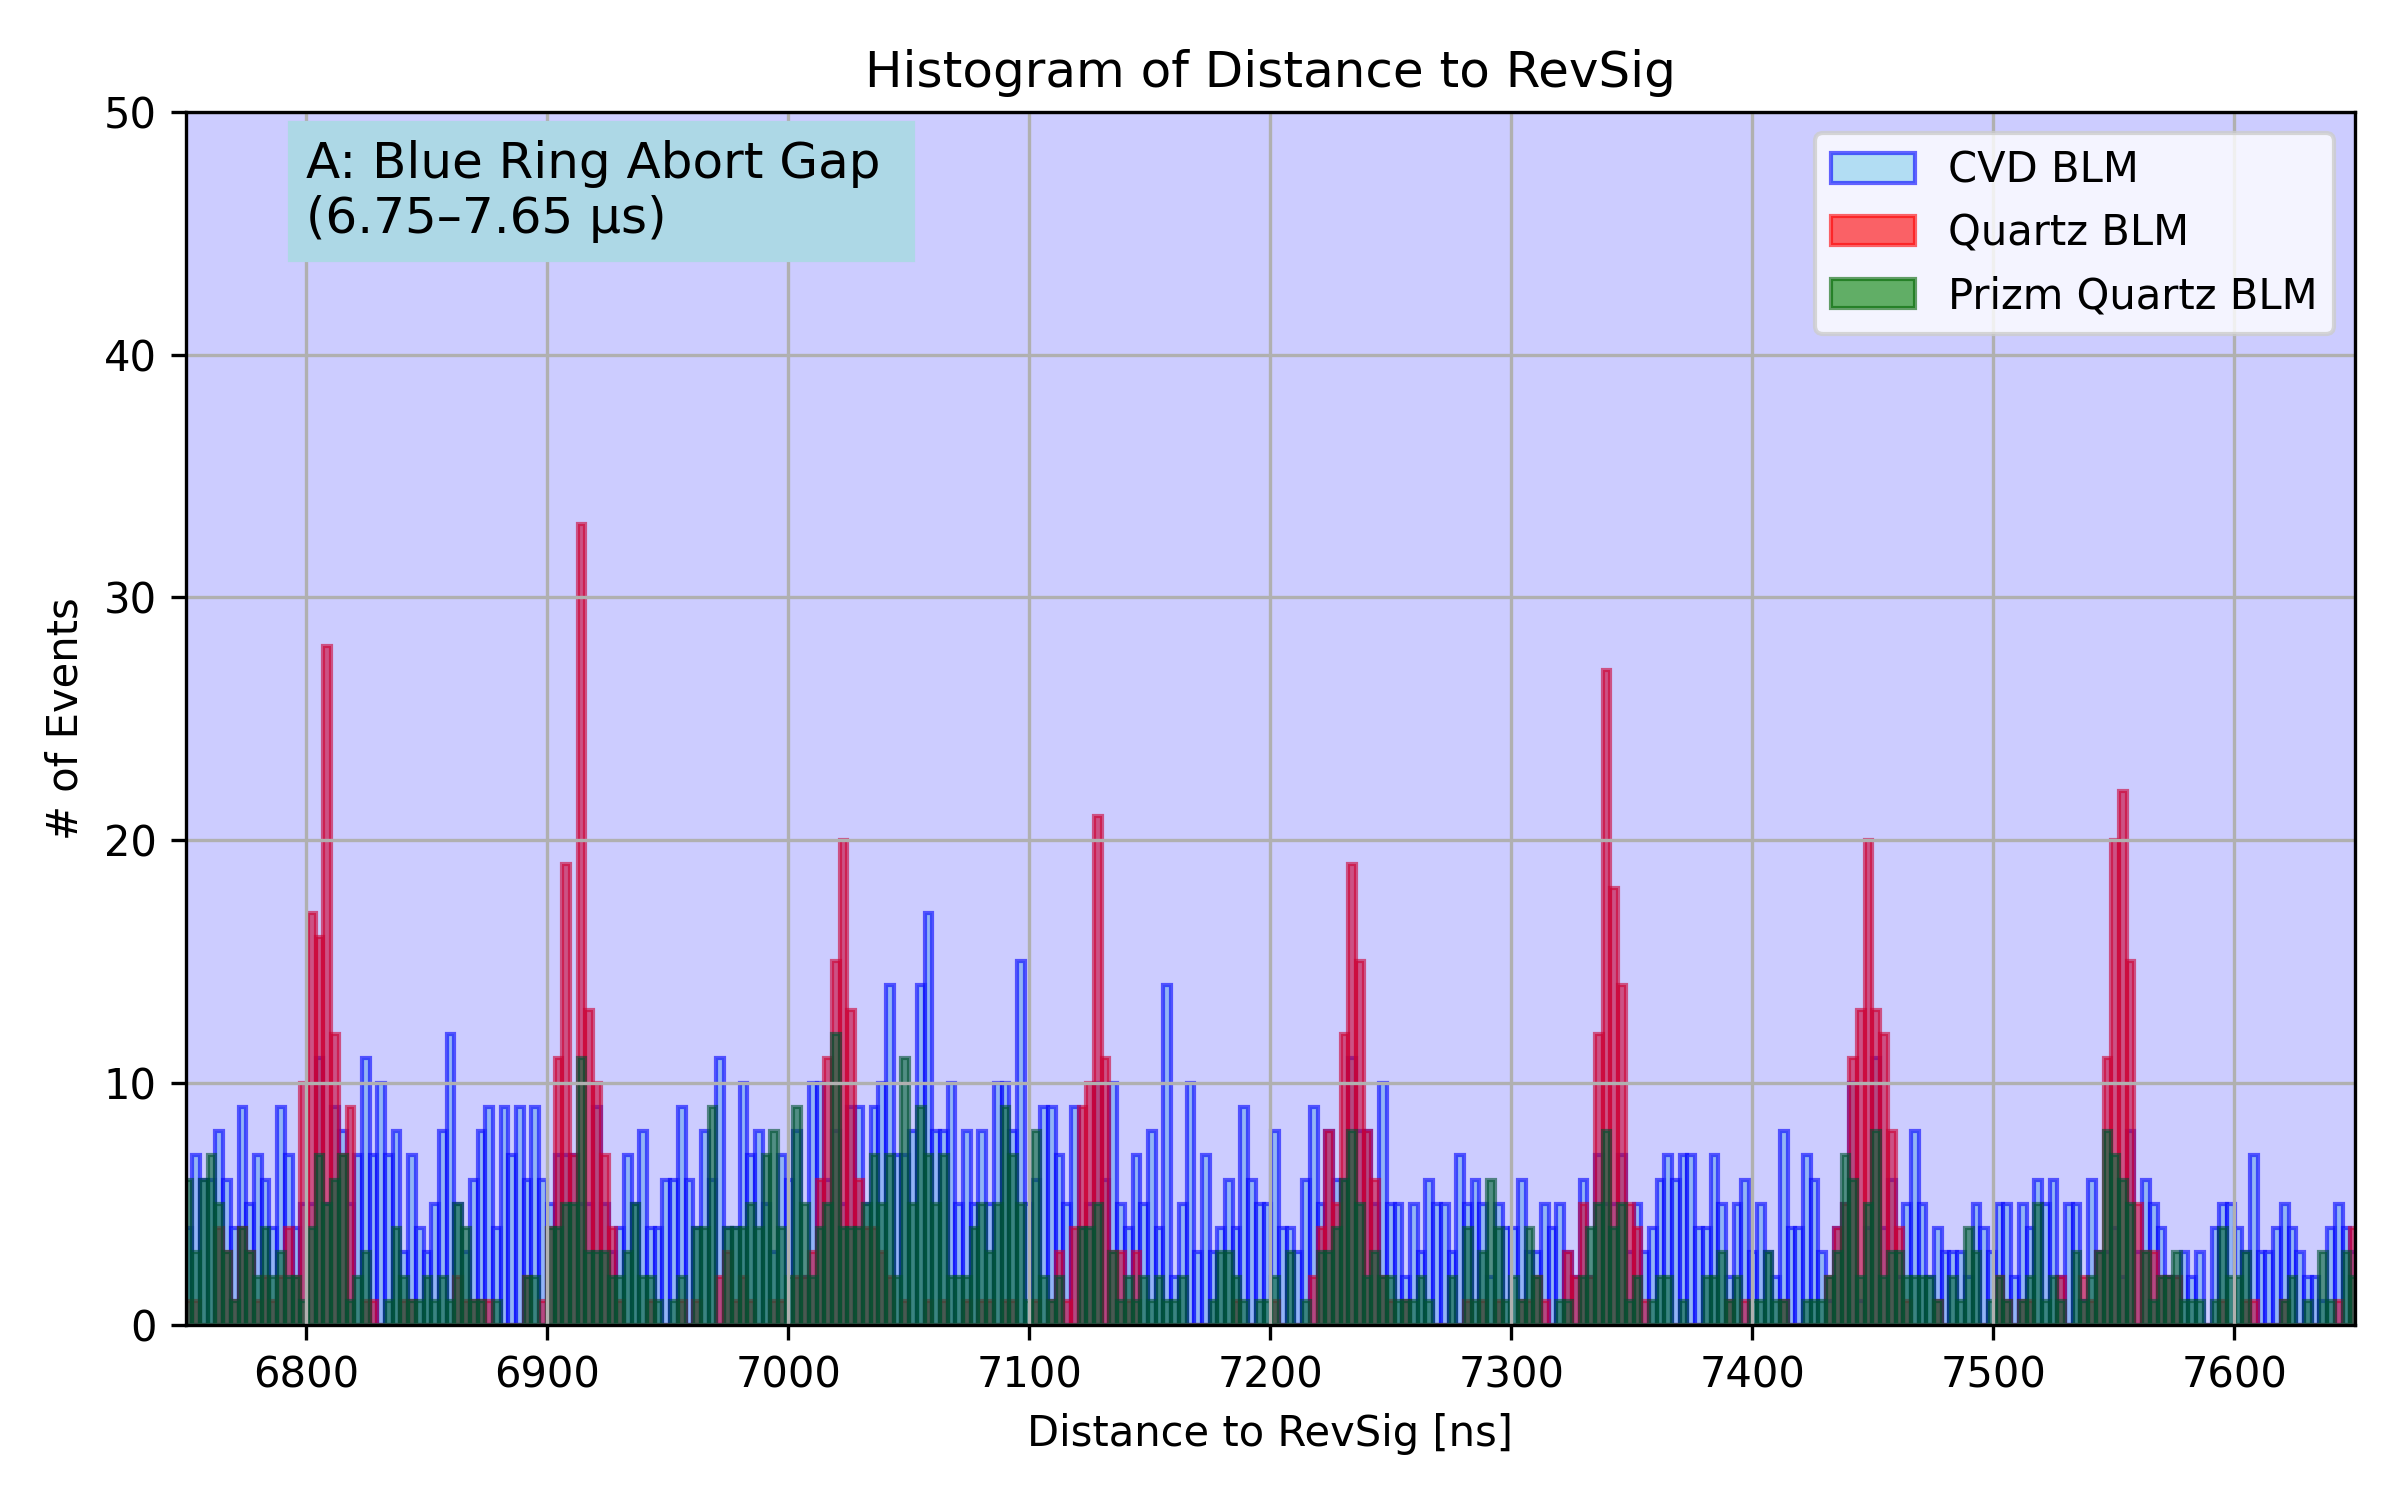 Histogram of Distance to RevSig
A: Blue Ring Abort Gap
(6.75–7.65 µs)
CVD BLM
Quartz BLM
Prizm Quartz BLM
# of Events
50
40
30
20
10
0
6800 6900 7000 7100 7200 7300 7400 7500 7600
Distance to RevSig [ns]